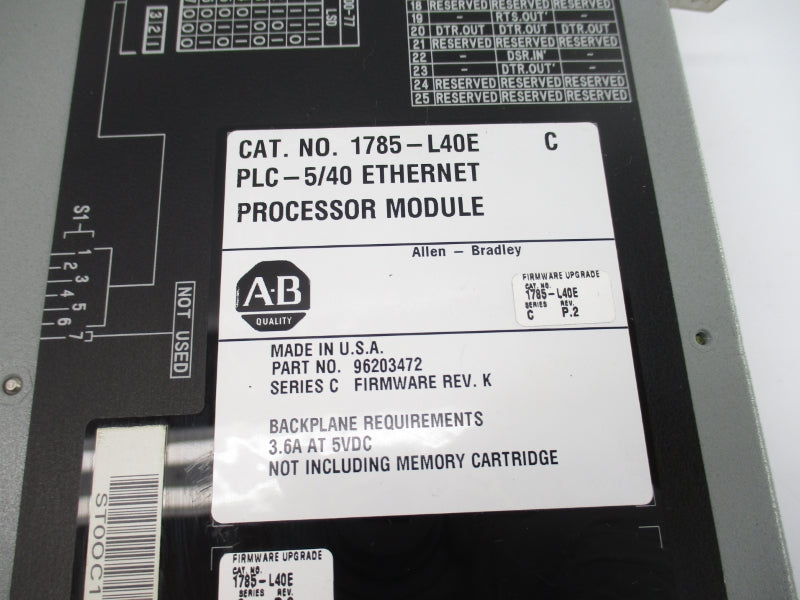 18 RESERVED RESERVED RESERVED
19 – RTS.OUT' –
20 DTR.OUT DTR.OUT DTR.OUT
21 RESERVED RESERVED RESERVED
22 – DSR.IN' –
23 – DTR.OUT' –
24 RESERVED RESERVED RESERVED
25 RESERVED RESERVED RESERVED
LSD
CAT. NO. 1785–L40E C
PLC–5/40 ETHERNET
PROCESSOR MODULE
Allen – Bradley
A·B
QUALITY
FIRMWARE UPGRADE
CAT. NO.
1785–L40E
SERIES REV.
C P.2
MADE IN U.S.A.
PART NO. 96203472
SERIES C FIRMWARE REV. K
BACKPLANE REQUIREMENTS
3.6A AT 5VDC
NOT INCLUDING MEMORY CARTRIDGE
S1
1
2
3
4
5
6
7
NOT USED
ST00C1
FIRMWARE UPGRADE
CAT. NO.
1785–L40E
SERIES REV.